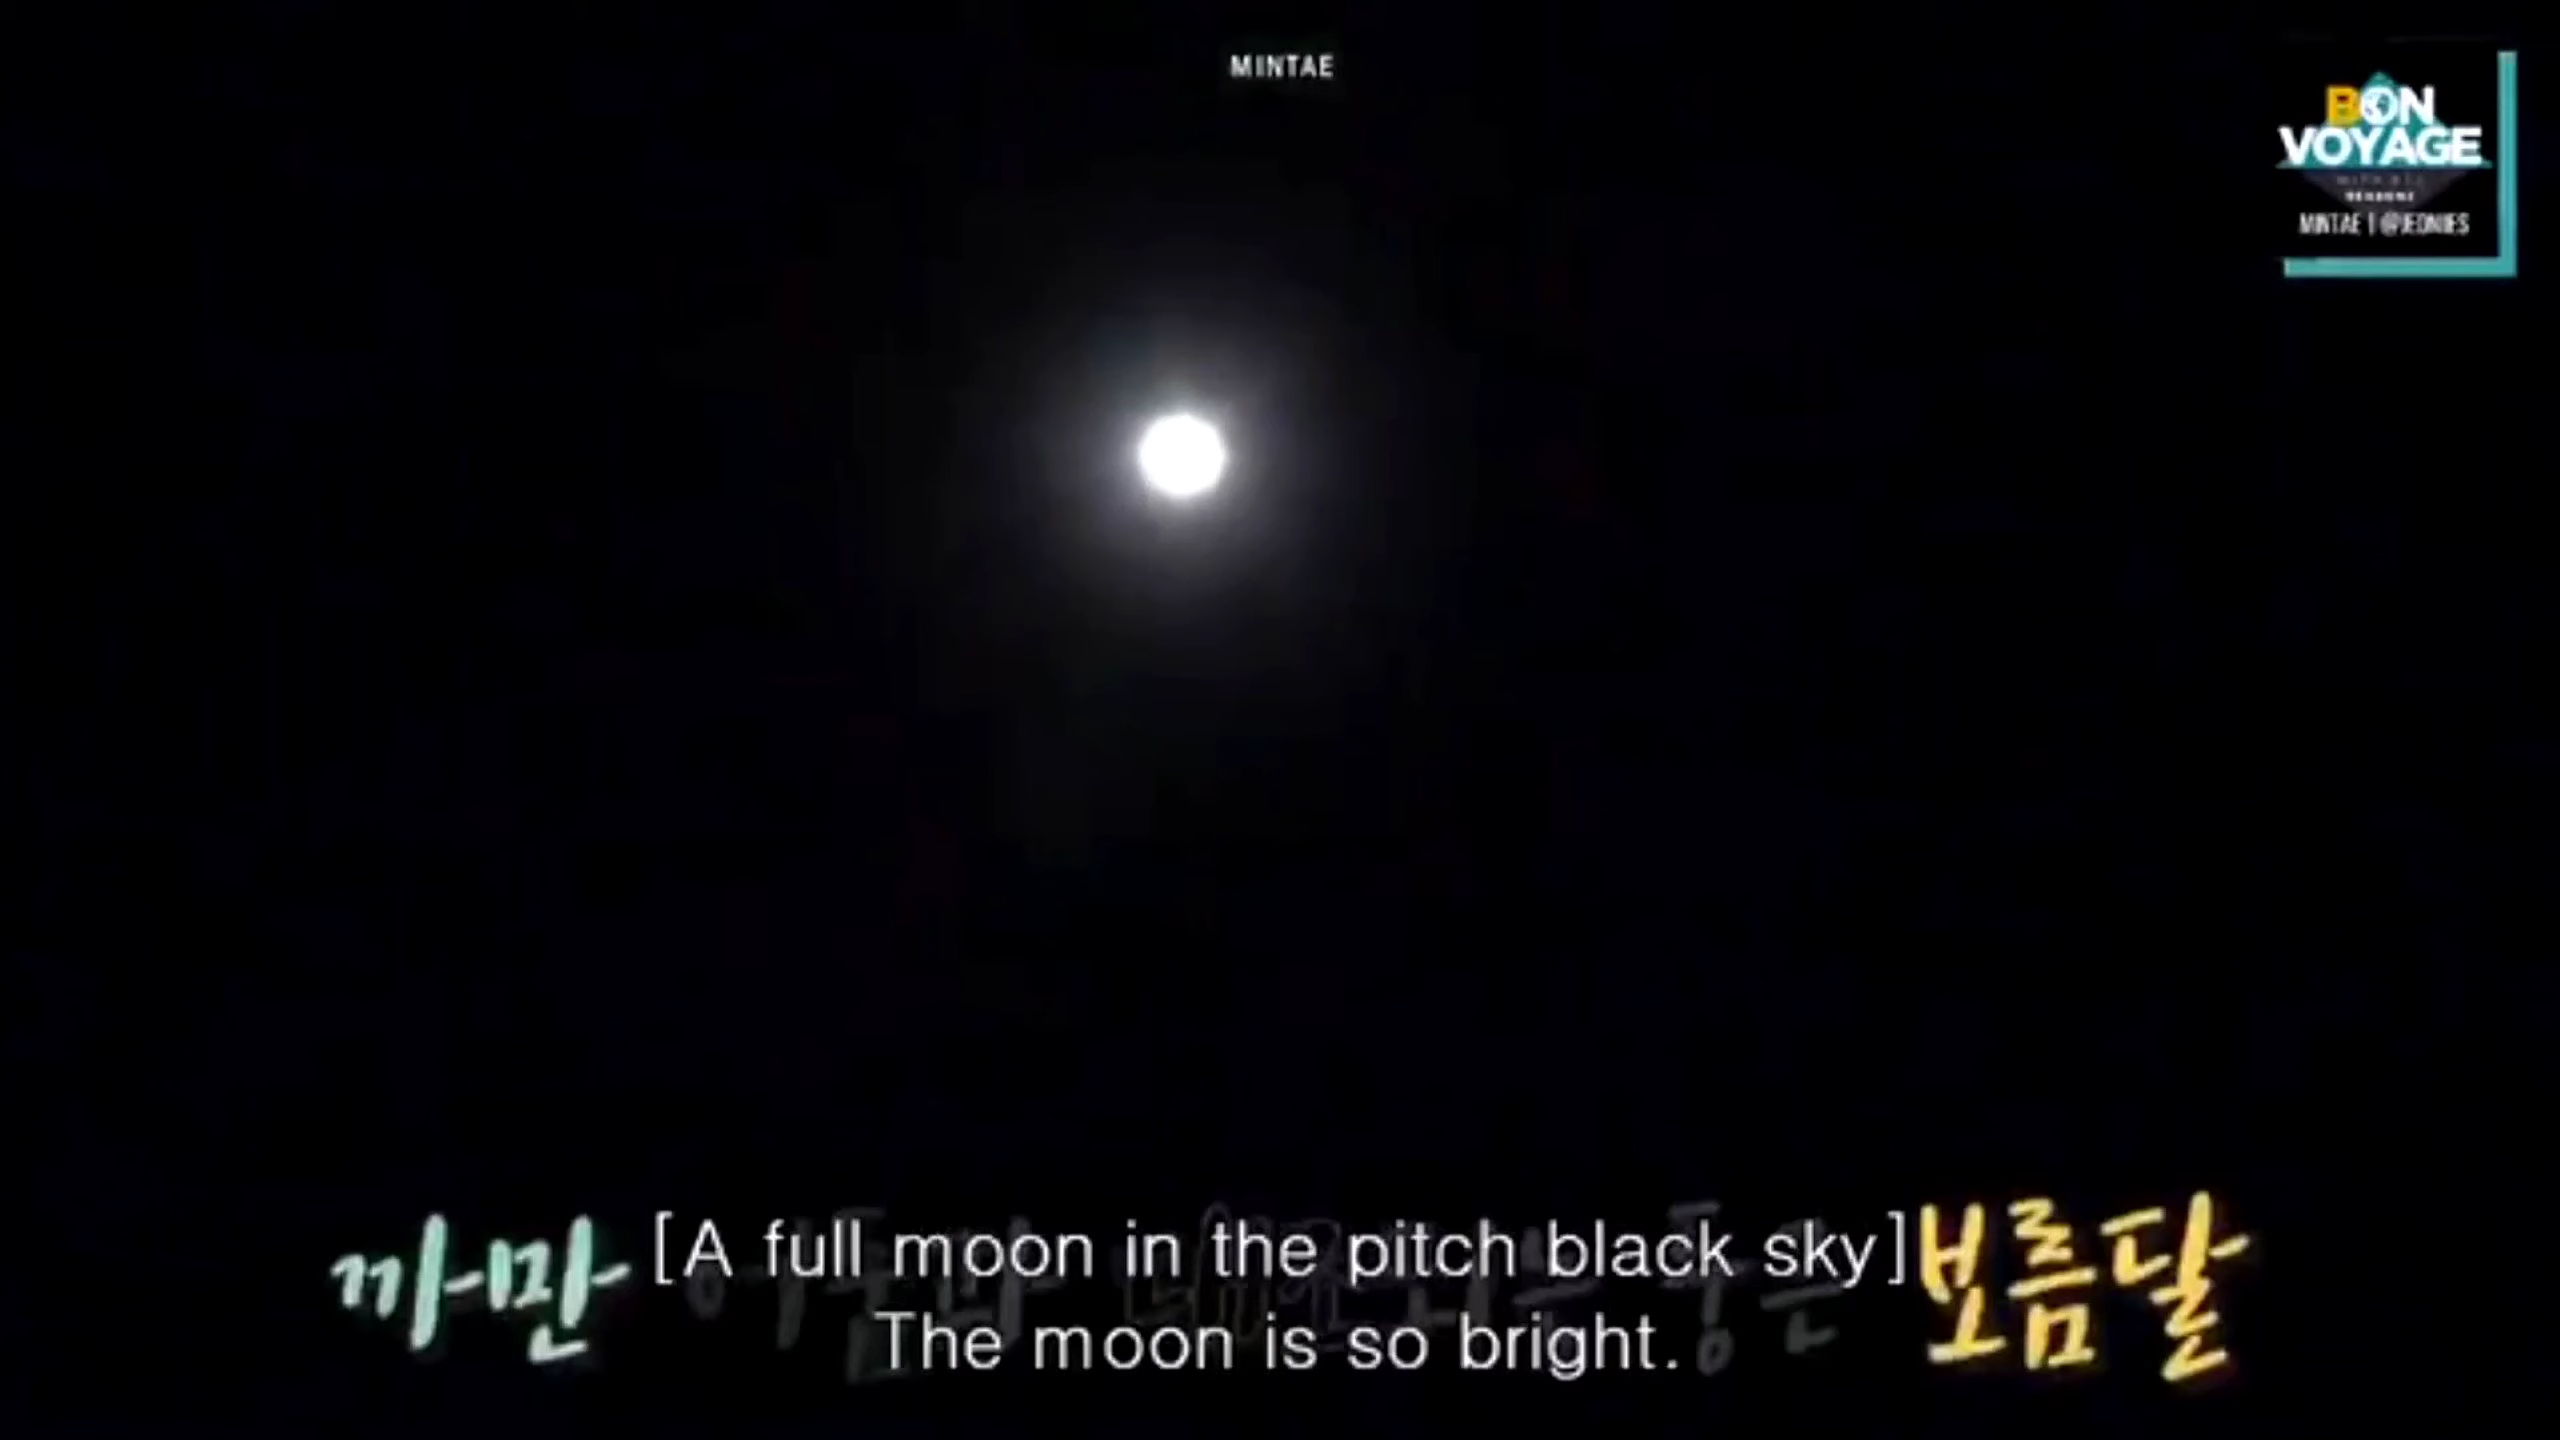 MINTAE
BON
VOYAGE
MINTAE | @JEONJES
까만
보름달
[A full moon in the pitch black sky]
The moon is so bright.